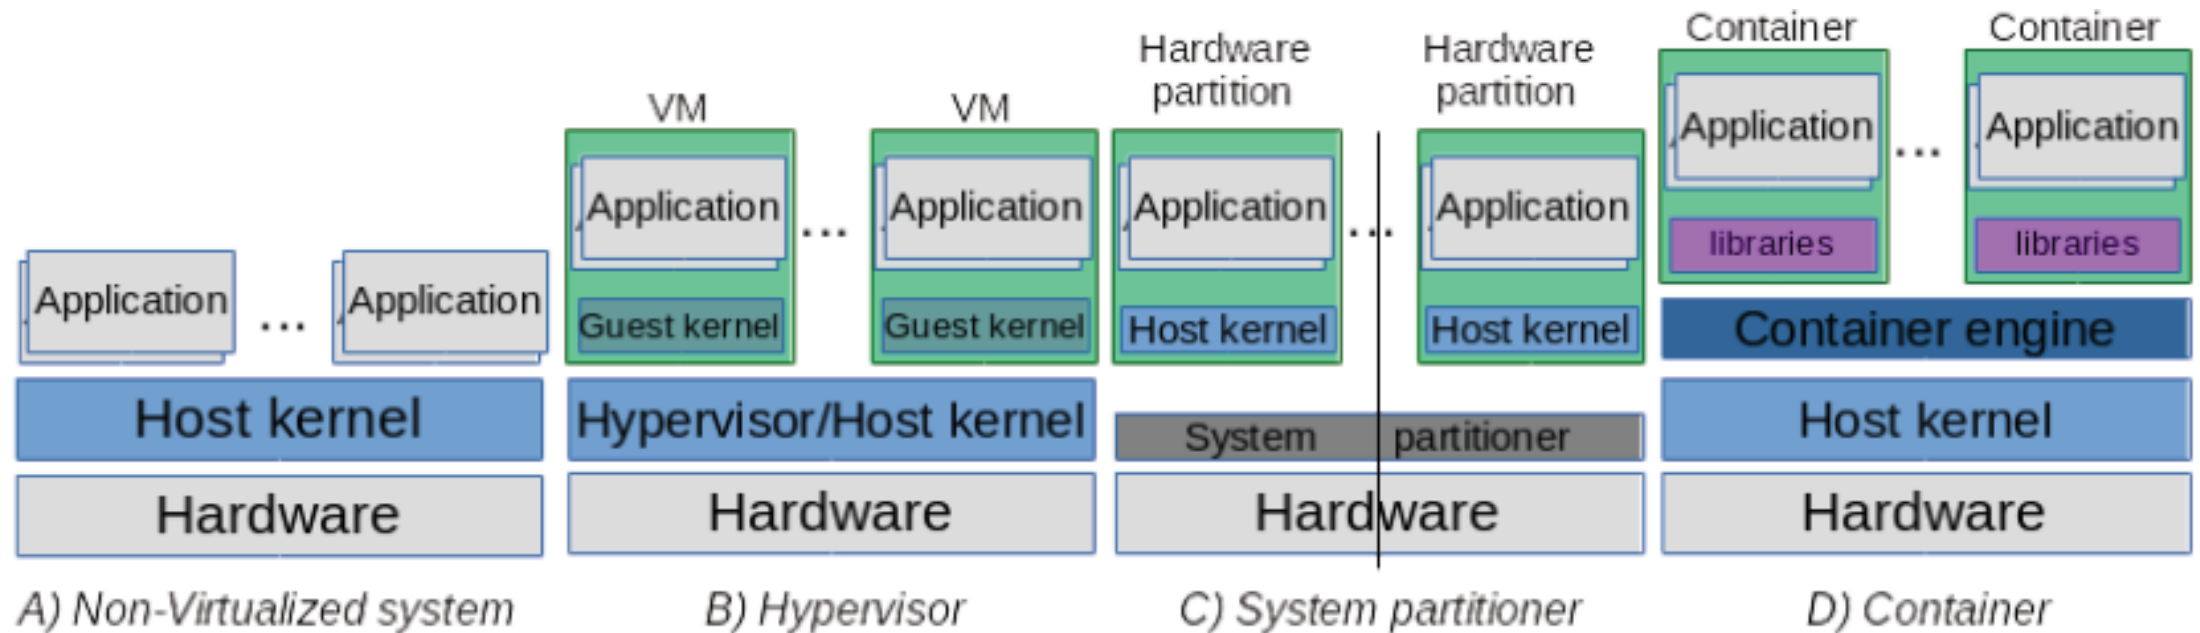 Application
...
Application
Host kernel
Hardware
A) Non-Virtualized system
VM
VM
Application
...
Application
Guest kernel
Guest kernel
Hypervisor/Host kernel
Hardware
B) Hypervisor
Hardware
partition
Hardware
partition
Application
...
Application
Host kernel
Host kernel
System partitioner
Hardware
C) System partitioner
Container
Container
Application
...
Application
libraries
libraries
Container engine
Host kernel
Hardware
D) Container